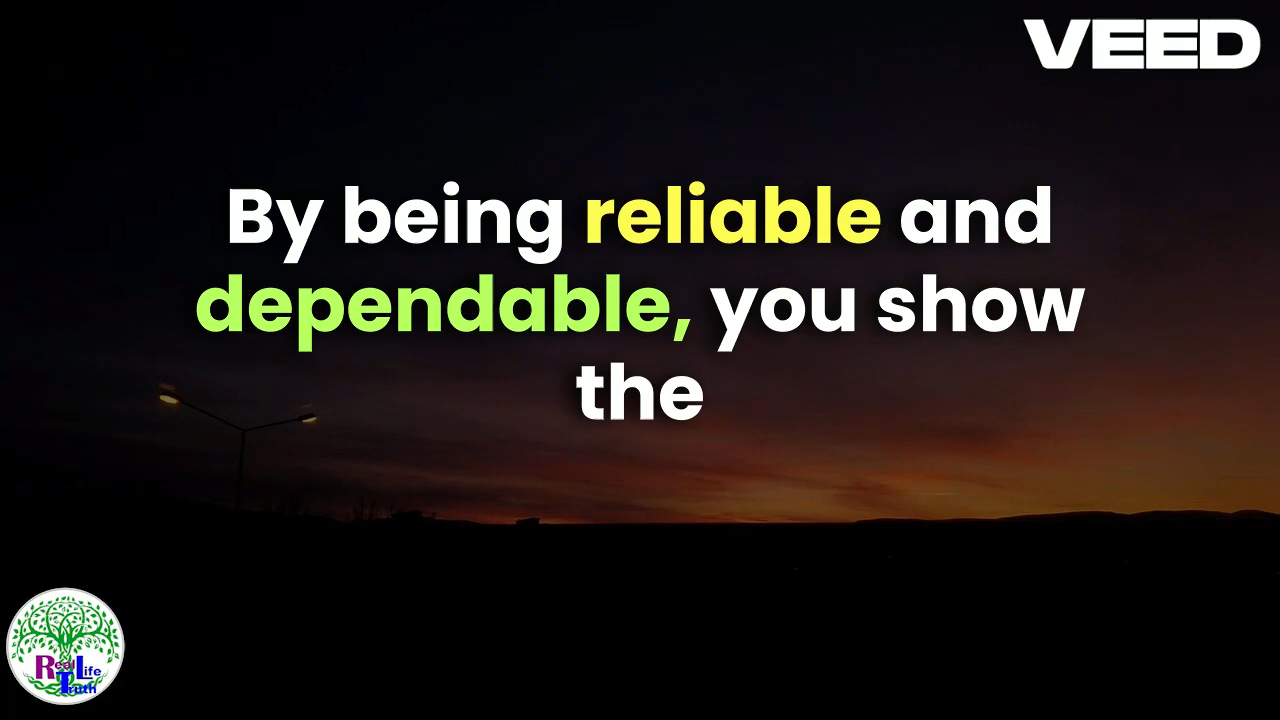 VEED
By being reliable and
dependable, you show
the
Real Life
Truth